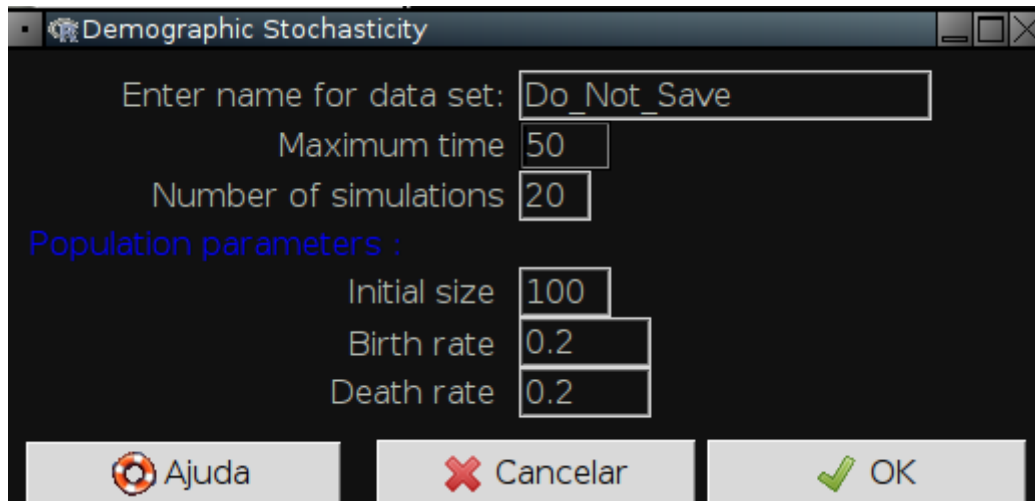 Demographic Stochasticity
Enter name for data set: Do_Not_Save
Maximum time 50
Number of simulations 20
Population parameters :
Initial size 100
Birth rate 0.2
Death rate 0.2
Ajuda Cancelar OK